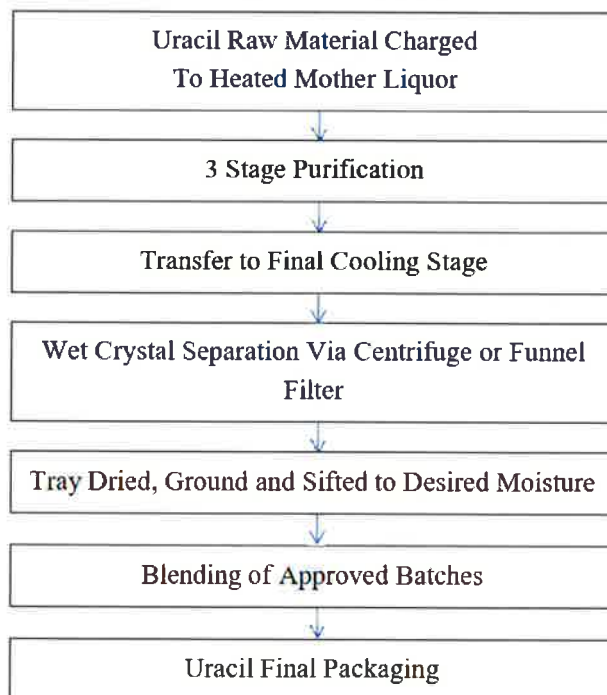 Uracil Raw Material Charged
To Heated Mother Liquor
3 Stage Purification
Transfer to Final Cooling Stage
Wet Crystal Separation Via Centrifuge or Funnel
Filter
Tray Dried, Ground and Sifted to Desired Moisture
Blending of Approved Batches
Uracil Final Packaging